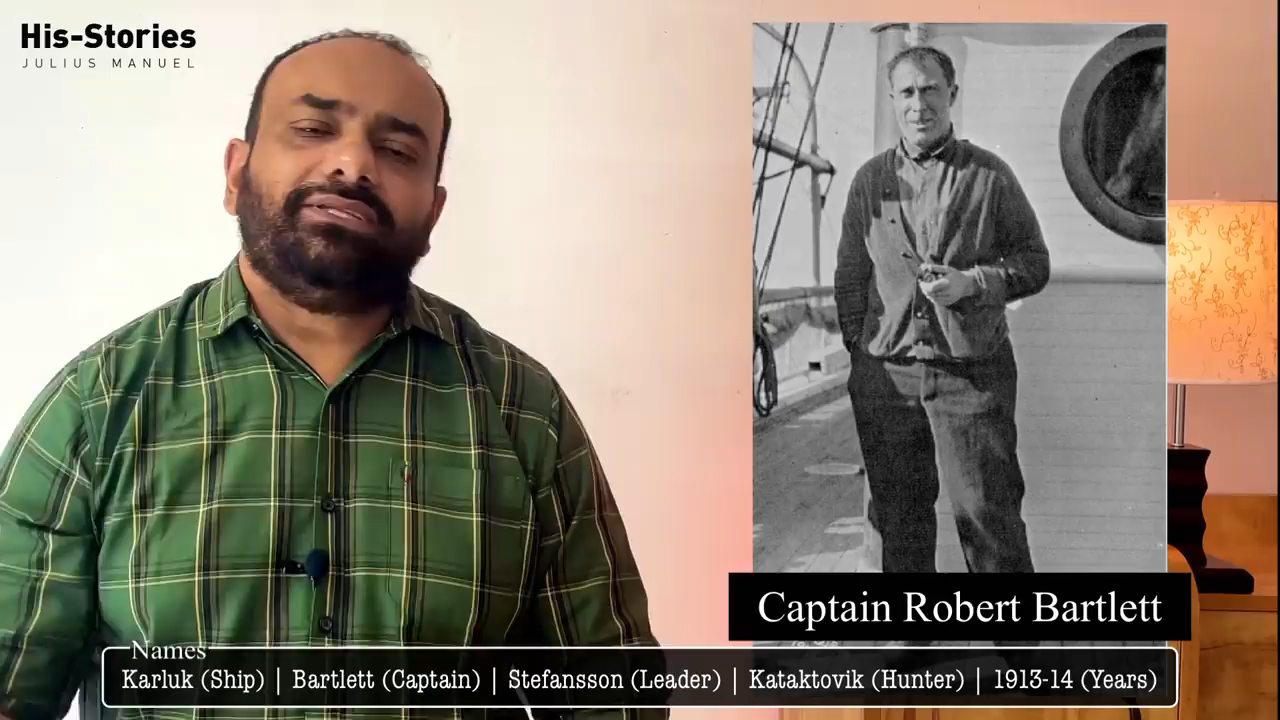 His-Stories
JULIUS MANUEL
Captain Robert Bartlett
Names
Karluk (Ship) | Bartlett (Captain) | Stefansson (Leader) | Kataktovik (Hunter) | 1913-14 (Years)